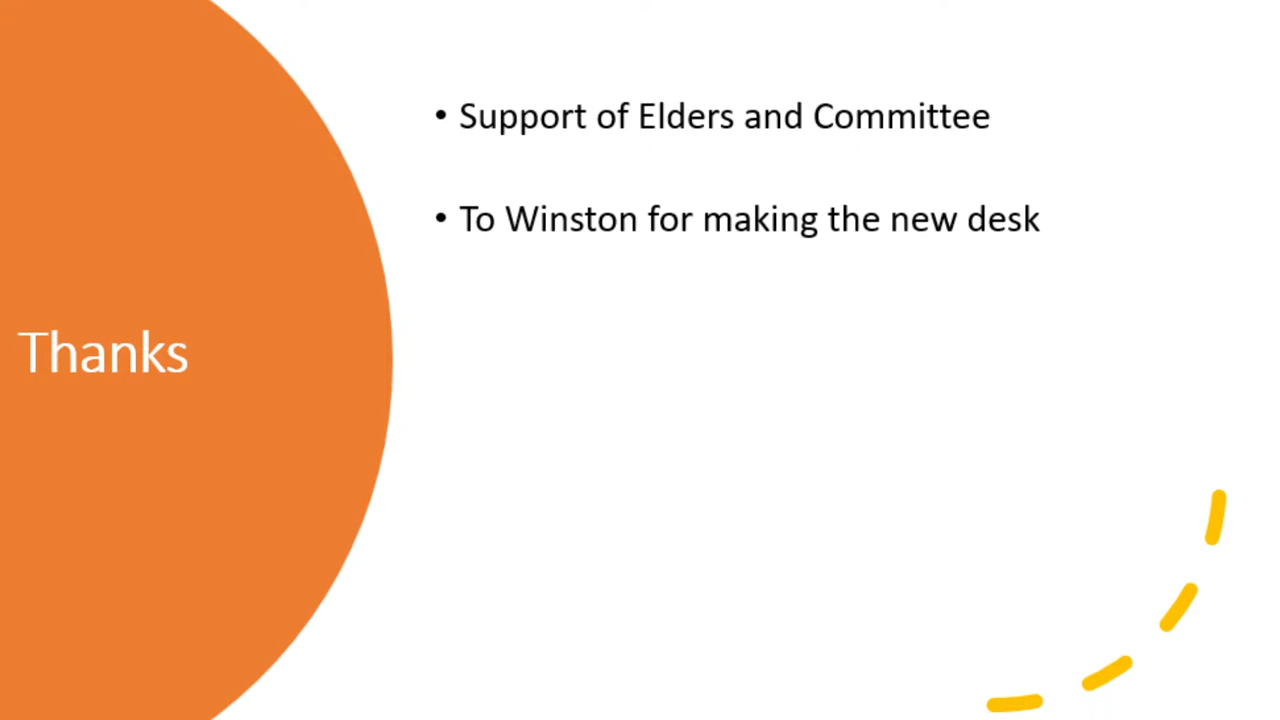 Thanks
• Support of Elders and Committee
• To Winston for making the new desk